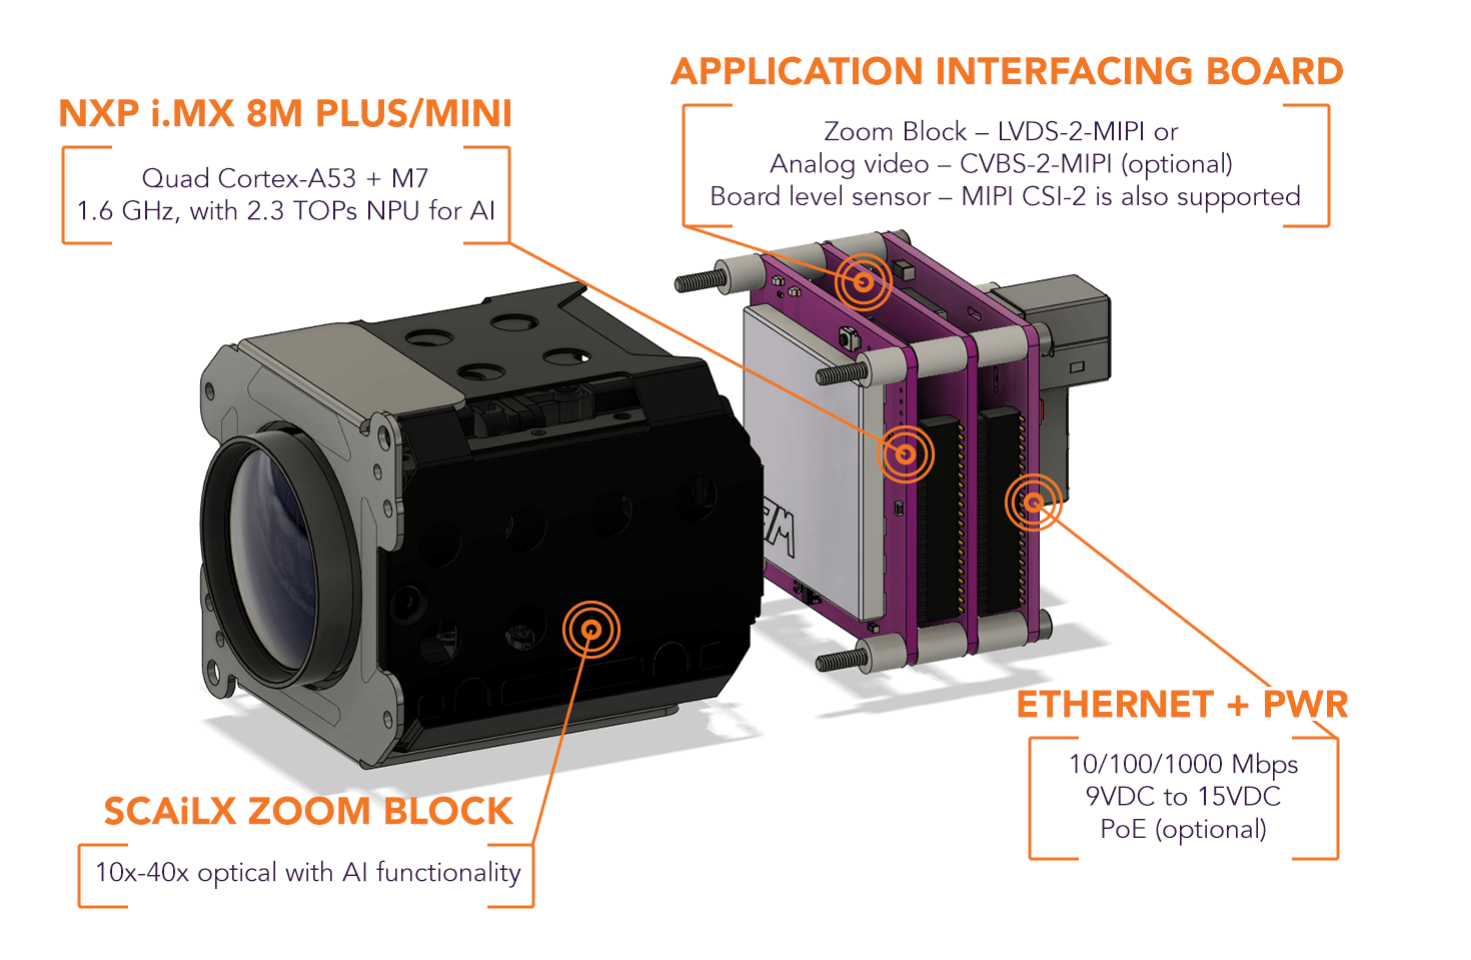 APPLICATION INTERFACING BOARD
Zoom Block – LVDS-2-MIPI or
Analog video – CVBS-2-MIPI (optional)
Board level sensor – MIPI CSI-2 is also supported
NXP i.MX 8M PLUS/MINI
Quad Cortex-A53 + M7
1.6 GHz, with 2.3 TOPs NPU for AI
ETHERNET + PWR
10/100/1000 Mbps
9VDC to 15VDC
PoE (optional)
SCAiLX ZOOM BLOCK
10x-40x optical with AI functionality